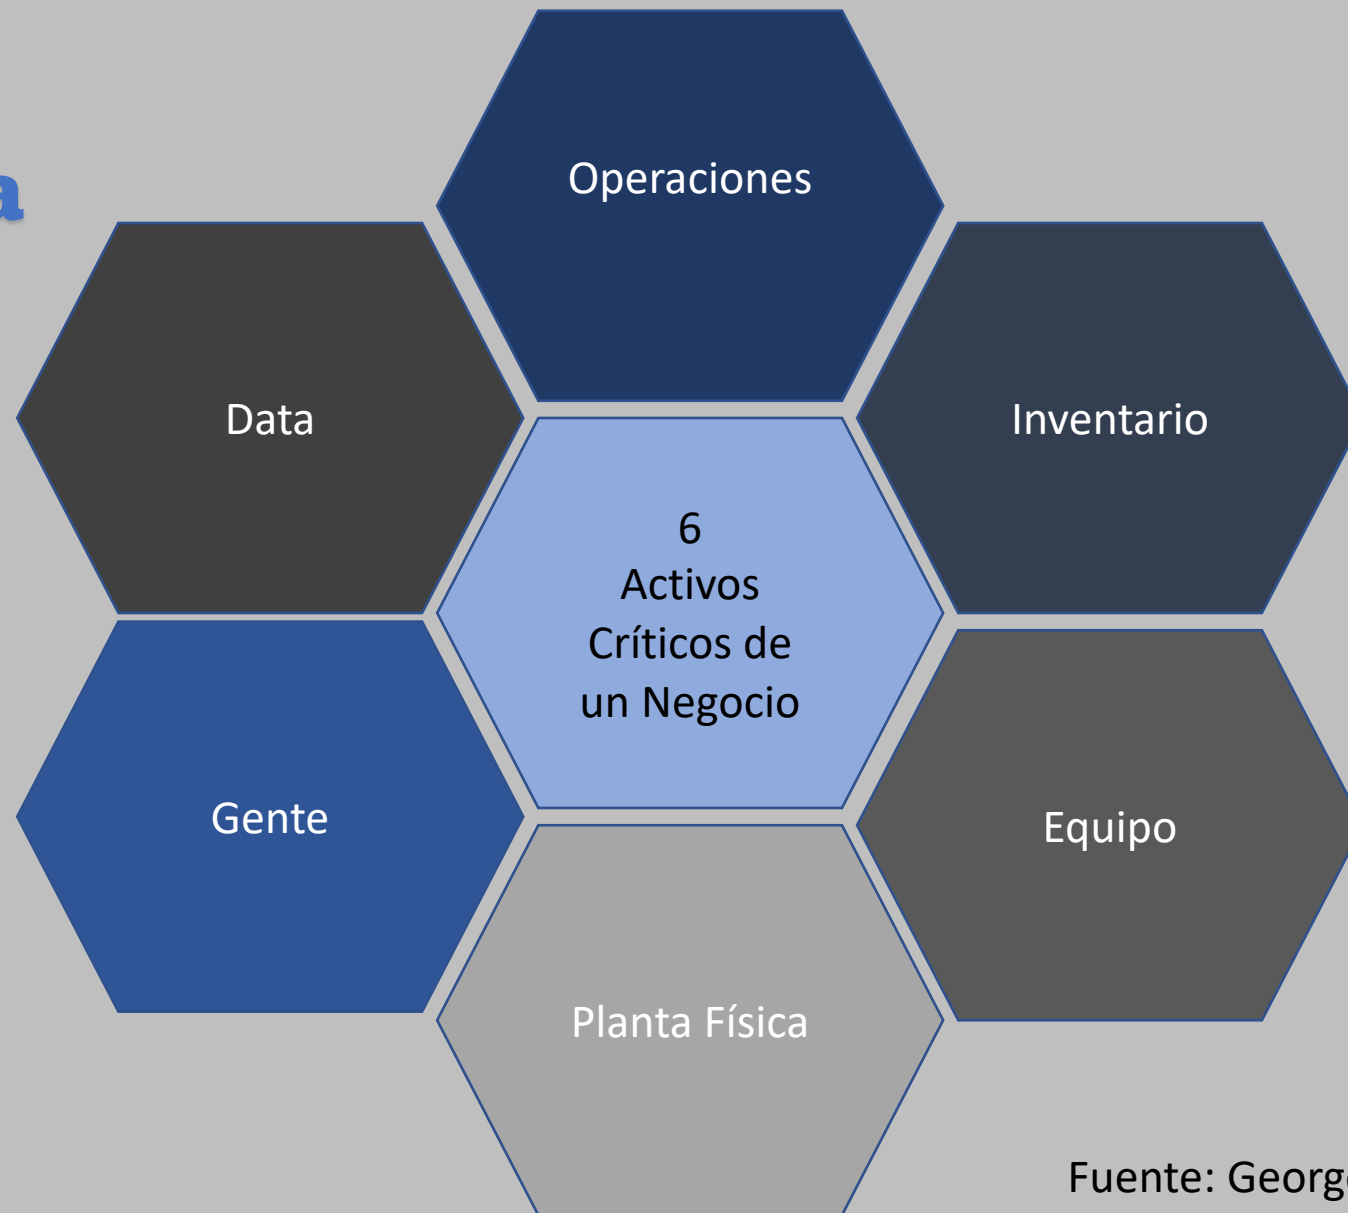 Operaciones
Data
Inventario
6
Activos
Críticos de
un Negocio
Gente
Equipo
Planta Física
Fuente: